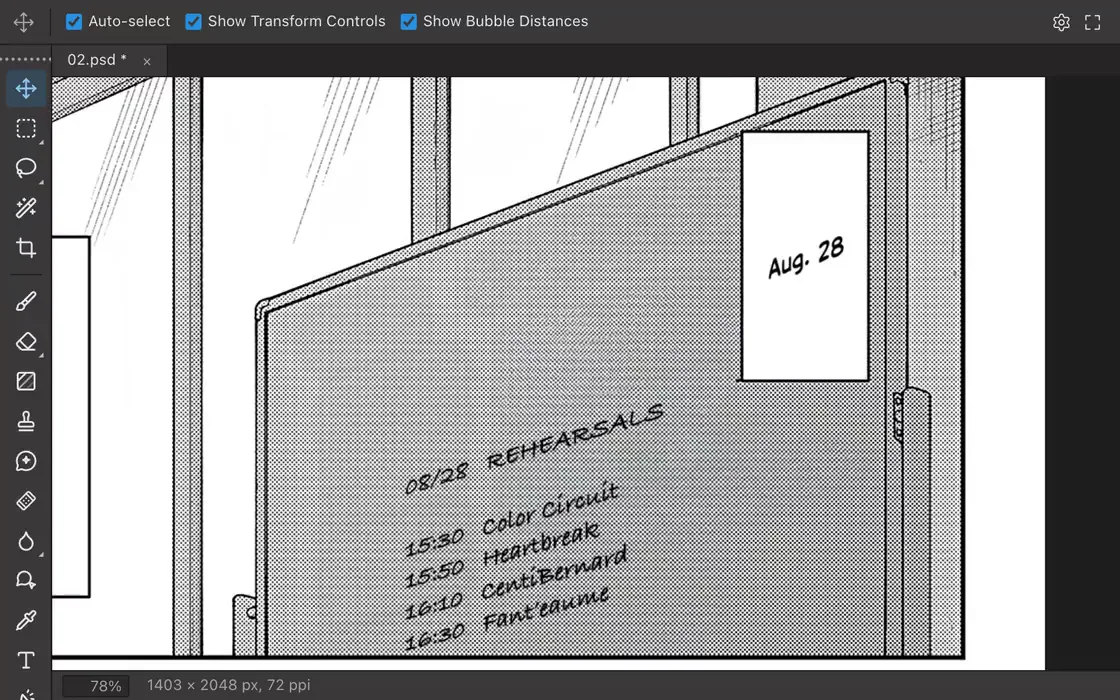 Auto-select Show Transform Controls Show Bubble Distances
02.psd * ×
Aug. 28
08/28 REHEARSALS
15:30 Color Circuit
15:50 Heartbreak
16:10 CentiBernard
16:30 Fant'eaume
T
78% 1403 × 2048 px, 72 ppi